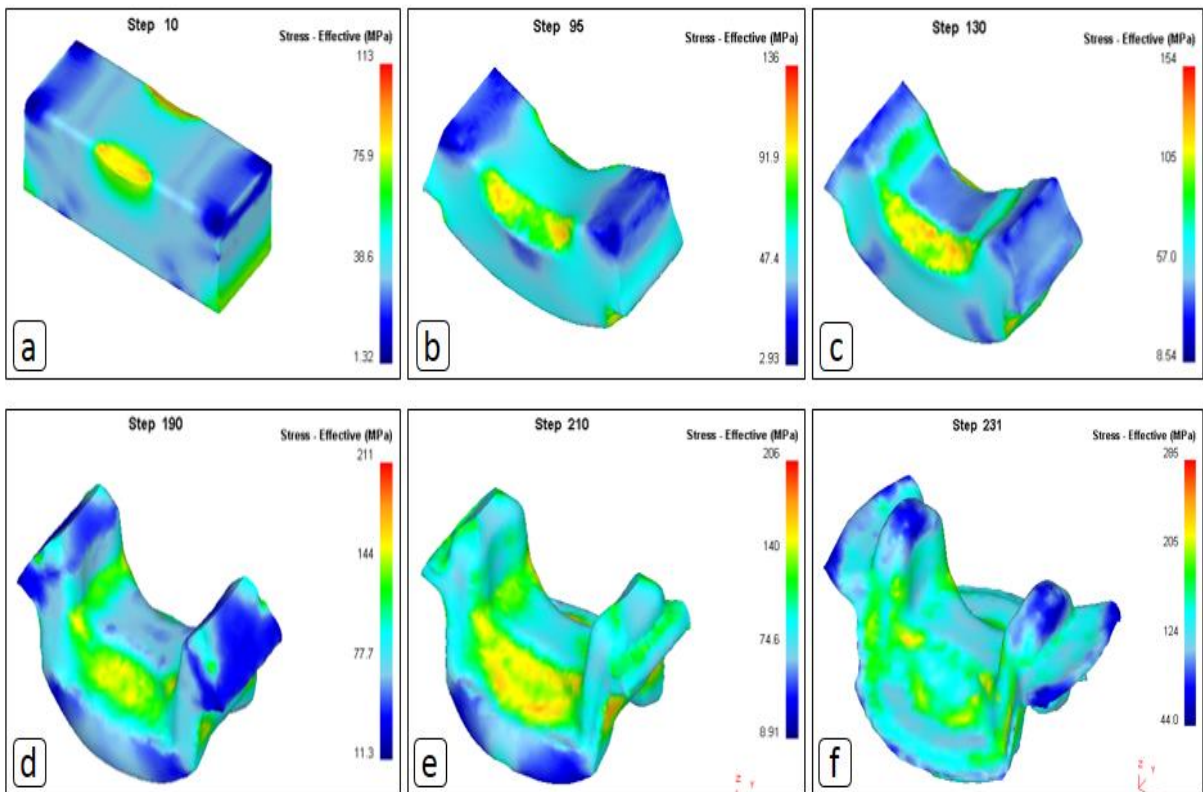 Step 10
Stress - Effective (MPa)
113
75.9
38.6
1.32
a
Step 95
Stress - Effective (MPa)
136
91.9
47.4
2.93
b
Step 130
Stress - Effective (MPa)
154
105
57.0
8.54
c
Step 190
Stress - Effective (MPa)
211
144
77.7
11.3
d
Step 210
Stress - Effective (MPa)
206
140
74.6
8.91
Z Y
e
Step 231
Stress - Effective (MPa)
285
205
124
44.0
Z Y
f